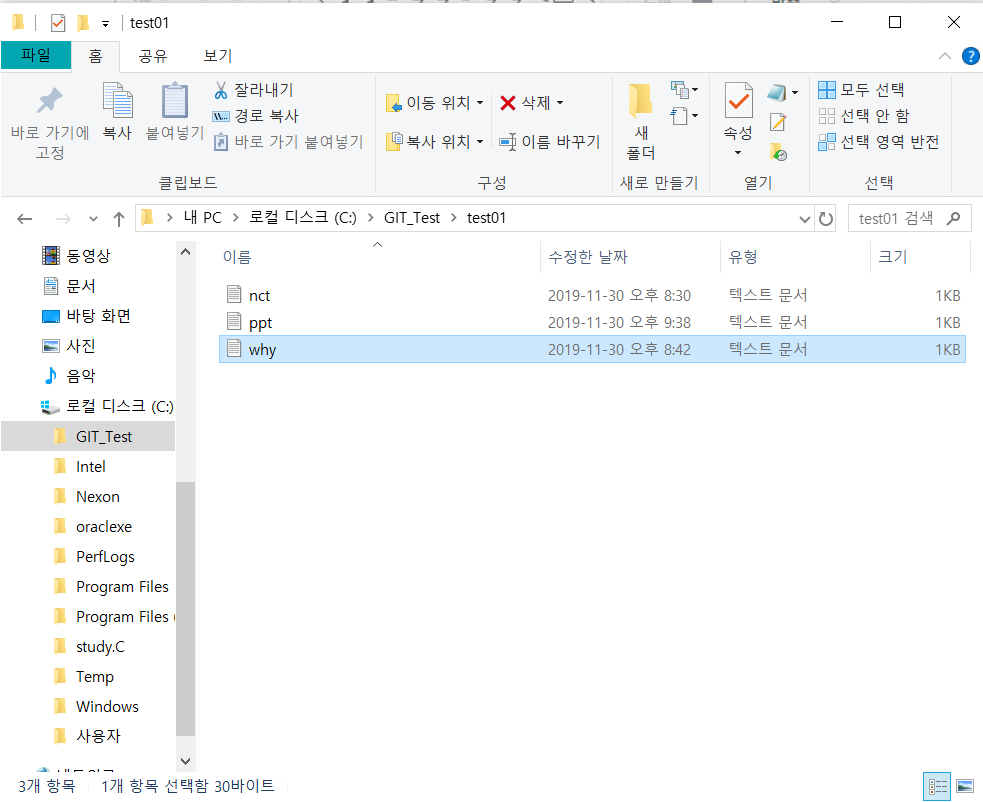 test01
파일 홈 공유 보기
바로 가기에 고정
복사
붙여넣기
잘라내기
경로 복사
바로 가기 붙여넣기
클립보드
이동 위치
복사 위치
삭제
이름 바꾸기
구성
새 폴더
새로 만들기
속성
열기
모두 선택
선택 안 함
선택 영역 반전
선택
내 PC 로컬 디스크 (C:) GIT_Test test01
test01 검색
동영상
문서
바탕 화면
사진
음악
로컬 디스크 (C:)
GIT_Test
Intel
Nexon
oraclexe
PerfLogs
Program Files
Program Files
study.C
Temp
Windows
사용자
이름 수정한 날짜 유형 크기
nct 2019-11-30 오후 8:30 텍스트 문서 1KB
ppt 2019-11-30 오후 9:38 텍스트 문서 1KB
why 2019-11-30 오후 8:42 텍스트 문서 1KB
3개 항목 1개 항목 선택함 30바이트